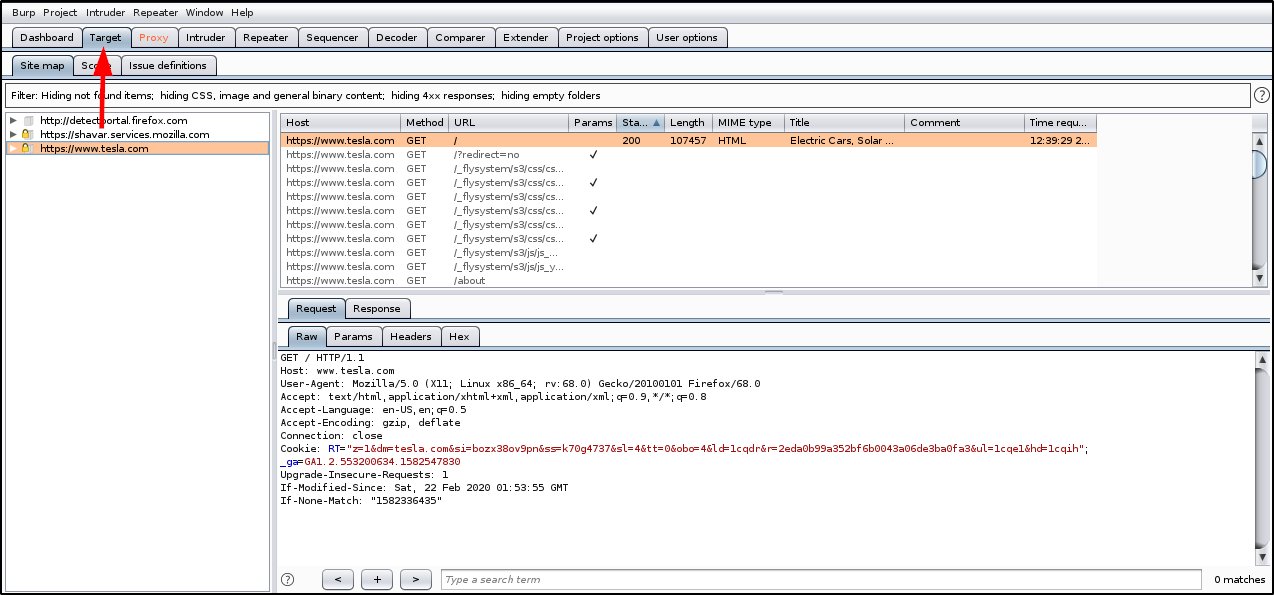 Burp Project Intruder Repeater Window Help
Dashboard Target Proxy Intruder Repeater Sequencer Decoder Comparer Extender Project options User options
Site map Issue definitions
Filter: Hiding not found items; hiding CSS, image and general binary content; hiding 4xx responses; hiding empty folders ?
http://detectportal.firefox.com
https://shavar.services.mozilla.com
https://www.tesla.com
Host Method URL Params Sta... Length MIME type Title Comment Time requ...
https://www.tesla.com GET / 200 107457 HTML Electric Cars, Solar ... 12:39:29 2...
https://www.tesla.com GET /?redirect=no ✓
https://www.tesla.com GET /_flysystem/s3/css/cs...
https://www.tesla.com GET /_flysystem/s3/css/cs... ✓
https://www.tesla.com GET /_flysystem/s3/css/cs...
https://www.tesla.com GET /_flysystem/s3/css/cs... ✓
https://www.tesla.com GET /_flysystem/s3/css/cs...
https://www.tesla.com GET /_flysystem/s3/css/cs... ✓
https://www.tesla.com GET /_flysystem/s3/js/js_...
https://www.tesla.com GET /_flysystem/s3/js/js_y...
https://www.tesla.com GET /about
Request Response
Raw Params Headers Hex
GET / HTTP/1.1
Host: www.tesla.com
User-Agent: Mozilla/5.0 (X11; Linux x86_64; rv:68.0) Gecko/20100101 Firefox/68.0
Accept: text/html,application/xhtml+xml,application/xml;q=0.9,*/*;q=0.8
Accept-Language: en-US,en;q=0.5
Accept-Encoding: gzip, deflate
Connection: close
Cookie: RT="z=1&dm=tesla.com&si=bozx38ov9pn&ss=k70g4737&sl=4&tt=0&obo=4&ld=1cqdr&r=2eda0b99a352bf6b0043a06de3ba0fa3&ul=1cqe1&hd=1cqih";
_ga=GA1.2.553200634.1582547830
Upgrade-Insecure-Requests: 1
If-Modified-Since: Sat, 22 Feb 2020 01:53:55 GMT
If-None-Match: "1582336435"
? < + > Type a search term 0 matches